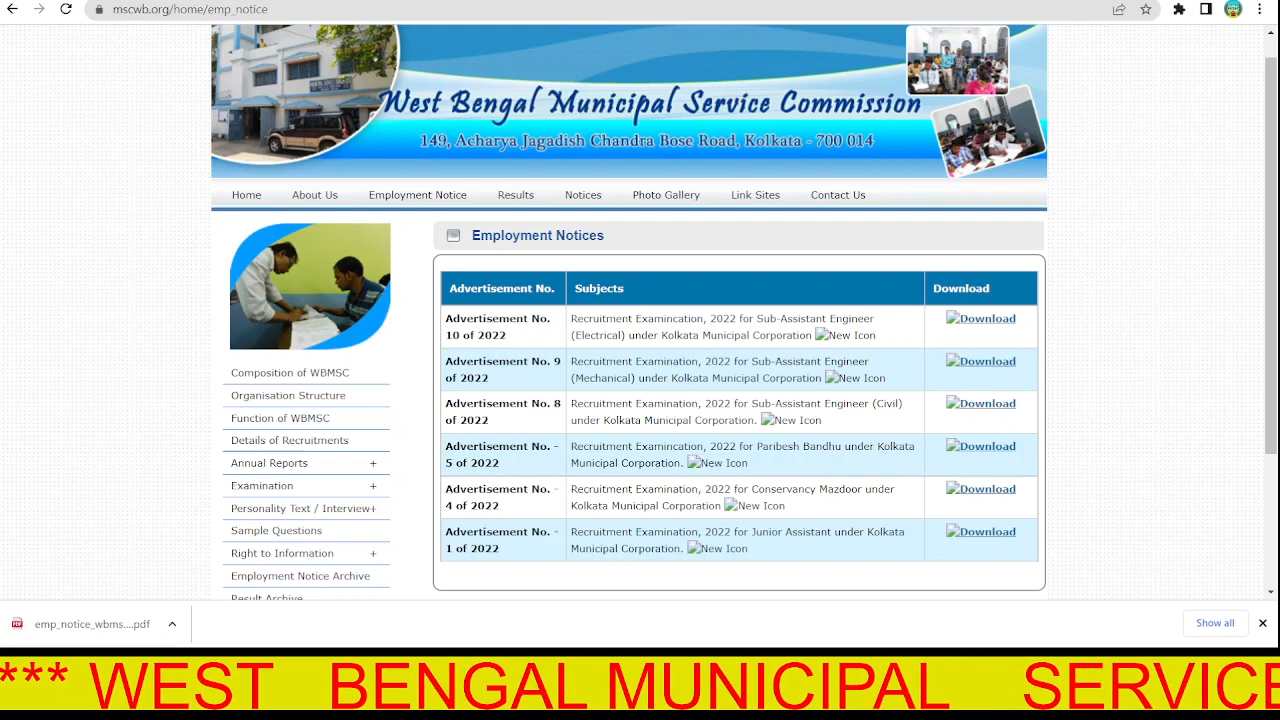 mscwb.org/home/emp_notice
West Bengal Municipal Service Commission
149, Acharya Jagadish Chandra Bose Road, Kolkata - 700 014
Home About Us Employment Notice Results Notices Photo Gallery Link Sites Contact Us
Employment Notices
Advertisement No. Subjects Download
Advertisement No. 10 of 2022
Recruitment Examination, 2022 for Sub-Assistant Engineer
(Electrical) under Kolkata Municipal Corporation New Icon
Download
Advertisement No. 9 of 2022
Recruitment Examination, 2022 for Sub-Assistant Engineer
(Mechanical) under Kolkata Municipal Corporation New Icon
Download
Advertisement No. 8 of 2022
Recruitment Examination, 2022 for Sub-Assistant Engineer (Civil)
under Kolkata Municipal Corporation. New Icon
Download
Advertisement No. - 5 of 2022
Recruitment Examincation, 2022 for Paribesh Bandhu under Kolkata
Municipal Corporation. New Icon
Download
Advertisement No. - 4 of 2022
Recruitment Examination, 2022 for Conservancy Mazdoor under
Kolkata Municipal Corporation New Icon
Download
Advertisement No. - 1 of 2022
Recruitment Examination, 2022 for Junior Assistant under Kolkata
Municipal Corporation. New Icon
Download
Composition of WBMSC
Organisation Structure
Function of WBMSC
Details of Recruitments
Annual Reports +
Examination +
Personality Text / Interview+
Sample Questions
Right to Information +
Employment Notice Archive
Result Archive
emp_notice_wbms....pdf
Show all
*** WEST BENGAL MUNICIPAL SERVICE